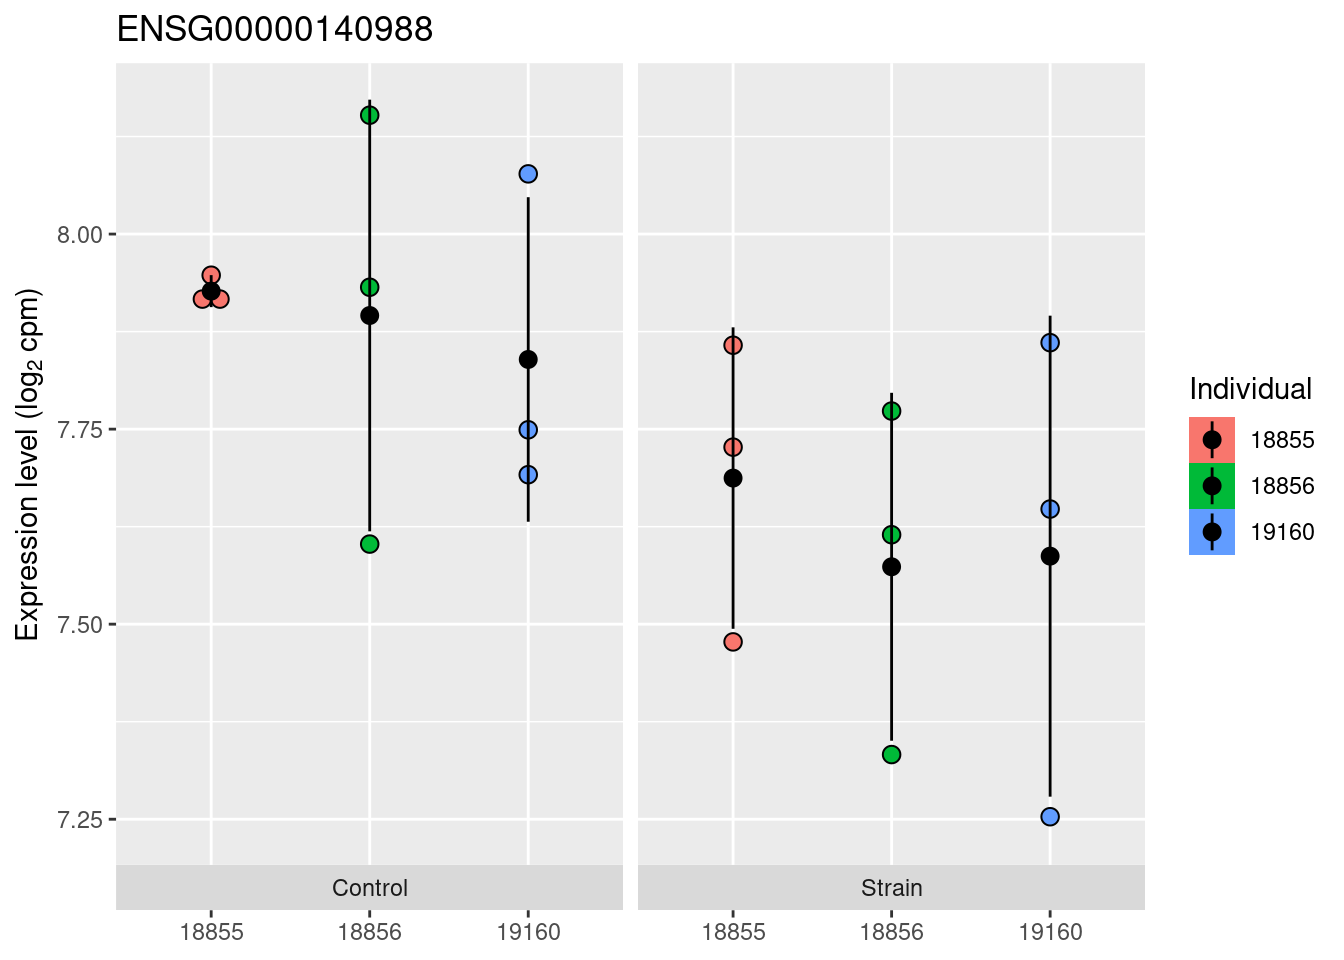 ENSG00000140988
Expression level (log₂ cpm)
8.00
7.75
7.50
7.25
Control
Strain
18855
18856
19160
18855
18856
19160
Individual
18855
18856
19160